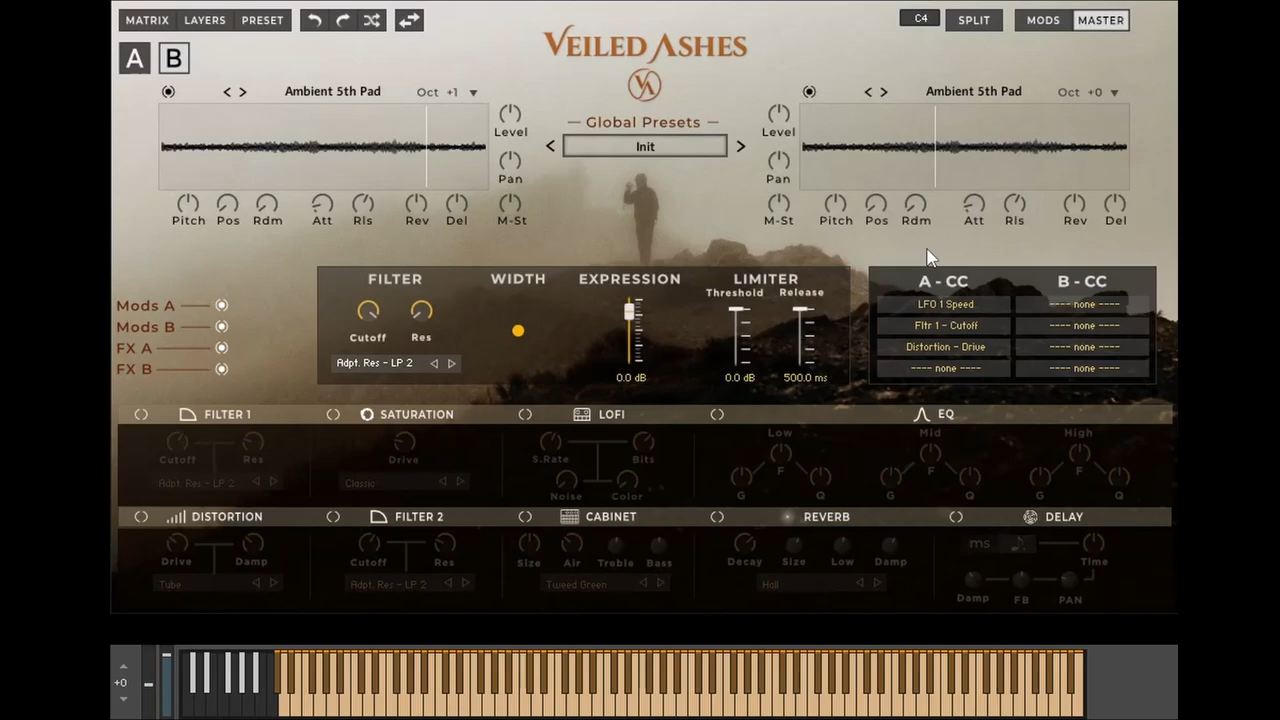 MATRIX LAYERS PRESET
C4 SPLIT MODS MASTER
A B
VEILED ASHES
VA
Ambient 5th Pad Oct +1
Level
Pan
Pitch Pos Rdm Att Rls Rev Del M-St
— Global Presets —
Init
Ambient 5th Pad Oct +0
Level
Pan
M-St Pitch Pos Rdm Att Rls Rev Del
Mods A
Mods B
FX A
FX B
FILTER
Cutoff Res
Adpt. Res - LP 2
WIDTH
EXPRESSION
0.0 dB
LIMITER
Threshold Release
0.0 dB 500.0 ms
A - CC B - CC
LFO 1 Speed ---- none ----
Fltr 1 - Cutoff ---- none ----
Distortion - Drive ---- none ----
---- none ---- ---- none ----
FILTER 1 SATURATION LOFI EQ
Cutoff Res
Adpt. Res - LP 2
Drive
Classic
S.Rate Bits
Noise Color
Low Mid High
F F F
G Q G Q G Q
DISTORTION FILTER 2 CABINET REVERB DELAY
Drive Damp
Tube
Cutoff Res
Adpt. Res - LP 2
Size Air Treble Bass
Tweed Green
Decay Size Low Damp
Hall
ms
Time
Damp FB PAN
+0